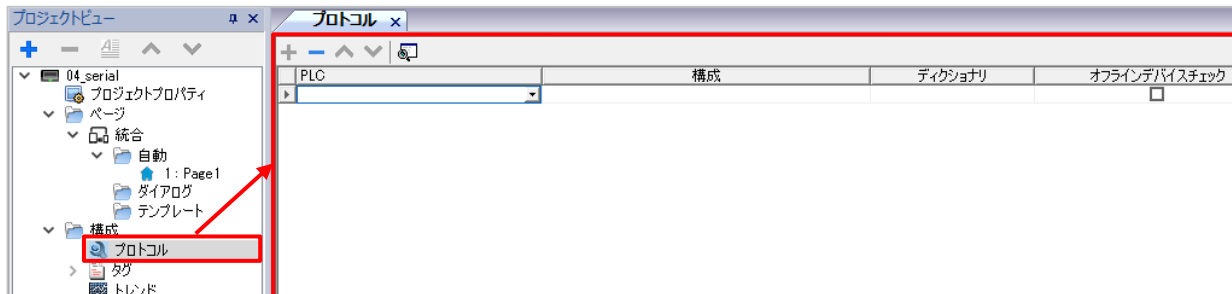 プロジェクトビュー
04_serial
プロジェクトプロパティ
ページ
統合
自動
1 : Page1
ダイアログ
テンプレート
構成
プロトコル
タグ
トレンド
プロトコル
PLC 構成 ディクショナリ オフラインデバイスチェック